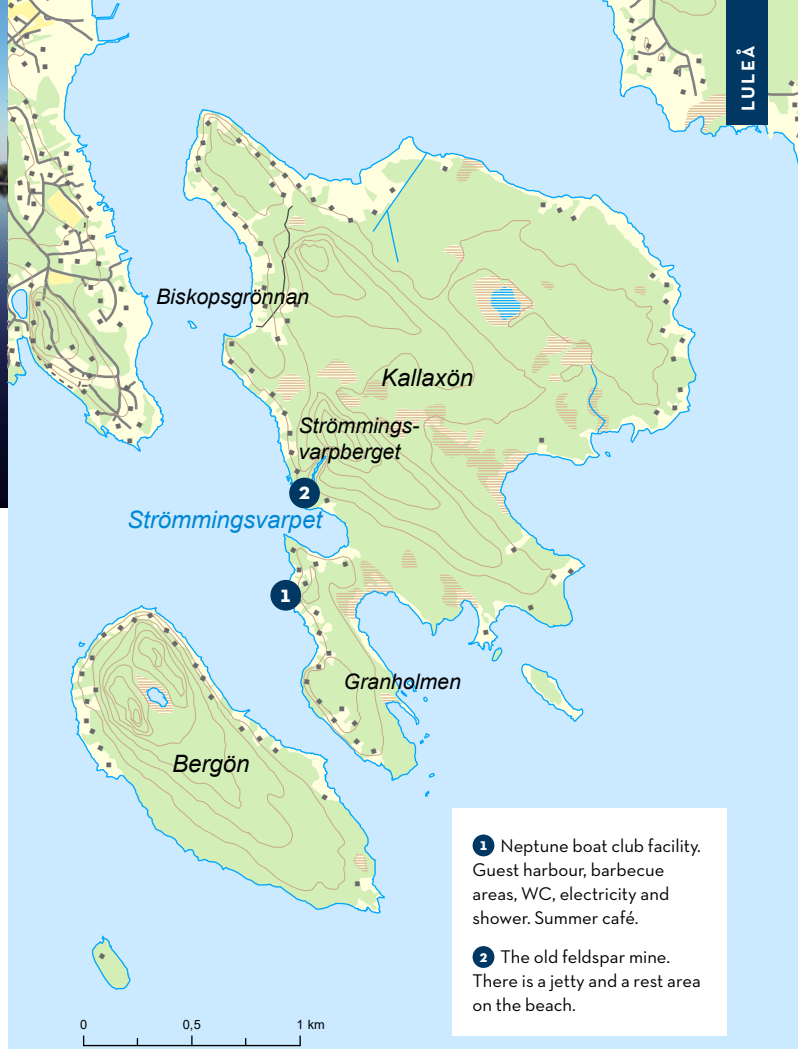 LULEÅ
Biskopsgrönnan
Kallaxön
Strömmings-
varpberget
2
Strömmingsvarpet
1
Granholmen
Bergön
1 Neptune boat club facility.
Guest harbour, barbecue
areas, WC, electricity and
shower. Summer café.
2 The old feldspar mine.
There is a jetty and a rest area
on the beach.
0 0,5 1 km